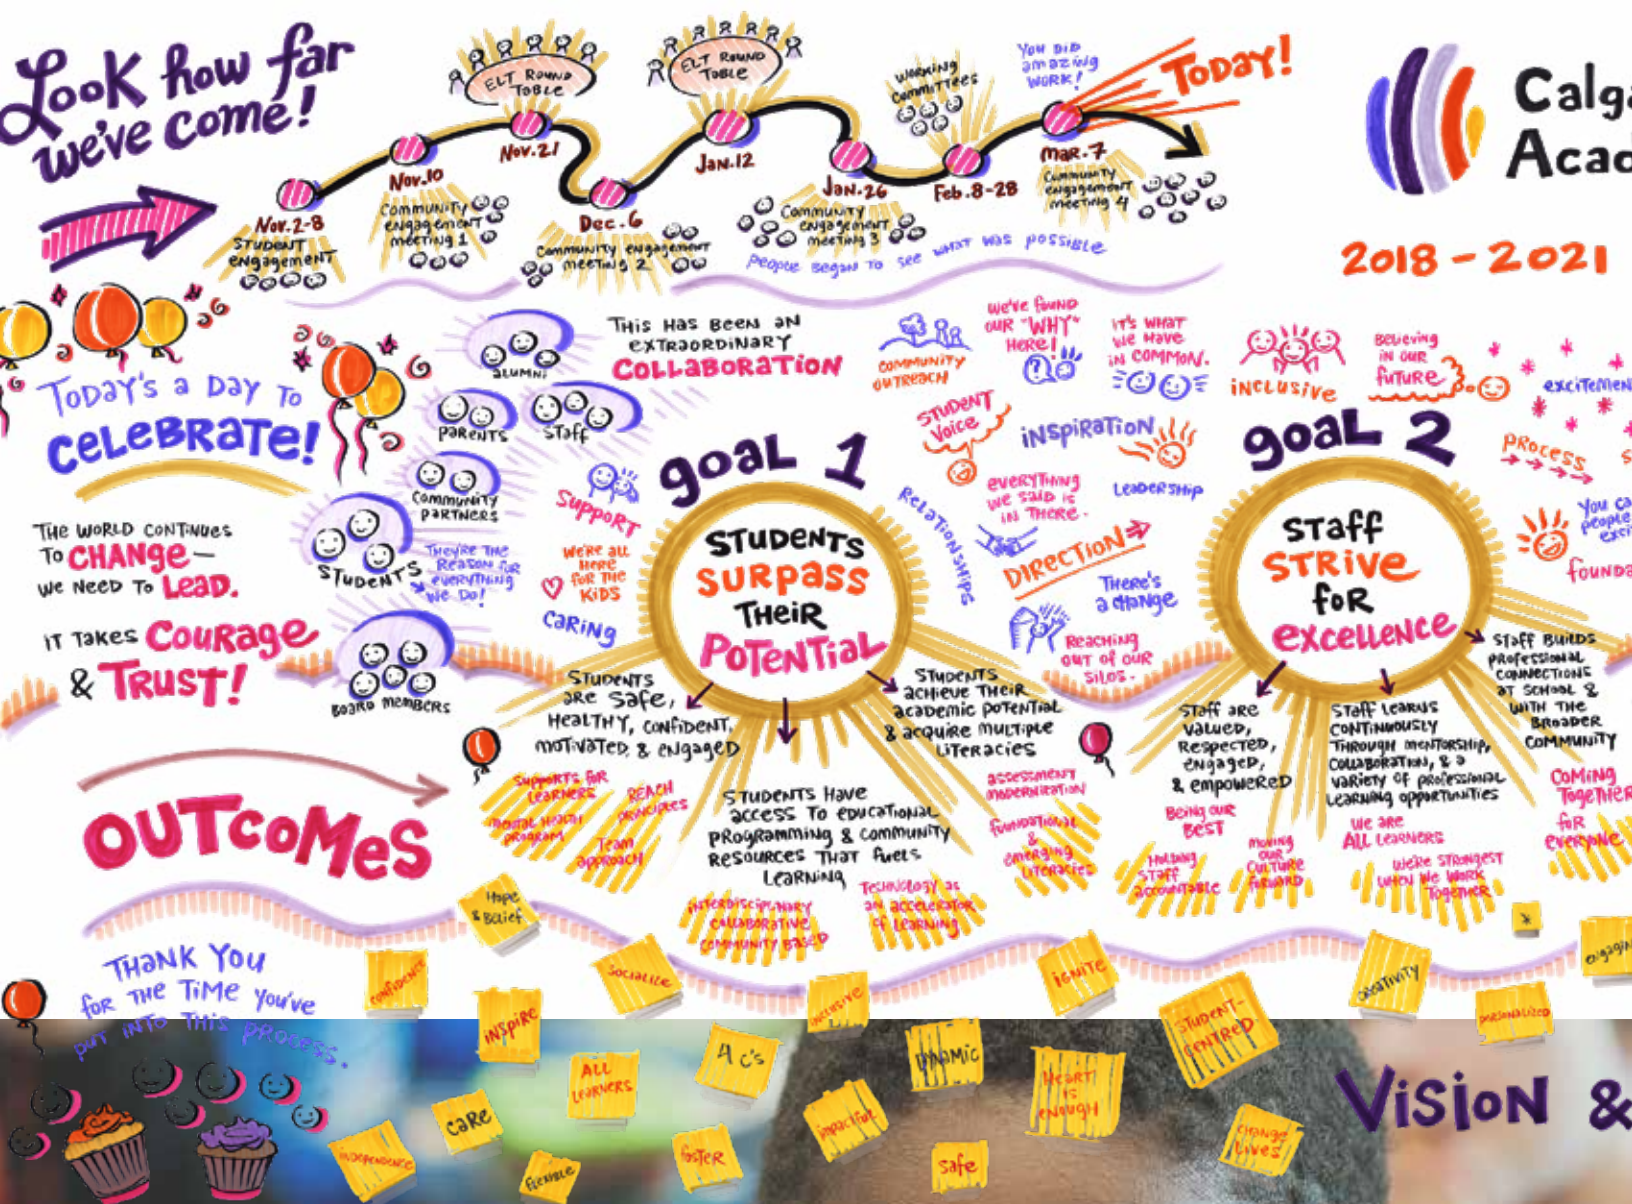 Look how far
we've come!
ELT ROUND
TABLE
ELT ROUND
TABLE
WORKING
COMMITTEES
YOU DID
amazing
WORK!
TODAY!
Nov. 2-8
STUDENT
ENGAGEMENT
Nov. 10
COMMUNITY
engagement
meeting 1
Nov. 21
Dec. 6
Community engagement
meeting 2
Jan. 12
Jan. 26
Community
engagement
meeting 3
Feb. 8-28
Mar. 7
Community
engagement
meeting 4
People began to see what was possible
Calga
Acad
2018 - 2021
TODAY'S a DAY TO
CELEBRATE!
THE WORLD CONTINUES
TO CHANGE —
WE NEED TO LEAD.
IT TAKES COURAGE
& TRUST!
THIS HAS BEEN AN
EXTRAORDINARY
COLLABORATION
ALUMNI
PARENTS
STAFF
COMMUNITY
PARTNERS
STUDENTS
THEY'RE THE
REASON FOR
EVERYTHING
WE DO!
BOARD MEMBERS
SUPPORT
WE'RE ALL
HERE
FOR THE
KIDS
CARING
COMMUNITY
OUTREACH
WE'VE FOUND
OUR "WHY"
HERE!
IT'S WHAT
WE HAVE
IN COMMON.
INCLUSIVE
BELIEVING
IN OUR
FUTURE
EXCITEMEN
STUDENT
VOICE
INSPIRATION
EVERYTHING
WE SAID IS
IN THERE.
LEADERSHIP
RELATIONSHIPS
DIRECTION
THERE'S
a CHANGE
REACHING
OUT OF OUR
SILOS.
PROCESS
S
YOU CA
PEOPLE
EXCI
FOUNDA
GOAL 1
STUDENTS
SURPASS
THEIR
POTENTIAL
STUDENTS
ARE SAFE,
HEALTHY, CONFIDENT,
MOTIVATED, & ENGAGED
SUPPORTS FOR
LEARNERS
MENTAL HEALTH
PROGRAM
REACH
PRINCIPLES
TEAM
APPROACH
STUDENTS HAVE
ACCESS TO EDUCATIONAL
PROGRAMMING & COMMUNITY
RESOURCES THAT FUELS
LEARNING
INTERDISCIPLINARY
COLLABORATIVE
COMMUNITY BASED
TECHNOLOGY AS
AN ACCELERATOR
OF LEARNING
STUDENTS
ACHIEVE THEIR
ACADEMIC POTENTIAL
& ACQUIRE MULTIPLE
LITERACIES
ASSESSMENT
MODERNIZATION
FOUNDATIONAL
&
EMERGING
LITERACIES
GOAL 2
STAFF
STRIVE
FOR
EXCELLENCE
STAFF ARE
VALUED,
RESPECTED,
ENGAGED,
& EMPOWERED
BEING OUR
BEST
HOLDING
STAFF
ACCOUNTABLE
MOVING
OUR
CULTURE
FORWARD
STAFF LEARNS
CONTINUOUSLY
THROUGH MENTORSHIP,
COLLABORATION, & a
VARIETY OF PROFESSIONAL
LEARNING OPPORTUNITIES
WE ARE
ALL LEARNERS
WE'RE STRONGEST
WHEN WE WORK
TOGETHER
STAFF BUILDS
PROFESSIONAL
CONNECTIONS
AT SCHOOL &
WITH THE
BROADER
COMMUNITY
COMING
TOGETHER
FOR
EVERYONE
OUTCOMES
THANK YOU
FOR THE TIME YOU'VE
PUT INTO THIS PROCESS.
HOPE
& BELIEF
CONFIDENCE
INSPIRE
SOCIALIZE
INCLUSIVE
IGNITE
STUDENT-
CENTRED
CREATIVITY
PERSONALIZED
ENGAGIN
ALL
LEARNERS
4 C's
DYNAMIC
HEART
IS
ENOUGH
IMPACTFUL
CARE
INDEPENDENCE
FLEXIBLE
FOSTER
SAFE
CHANGE
LIVES
VISION &